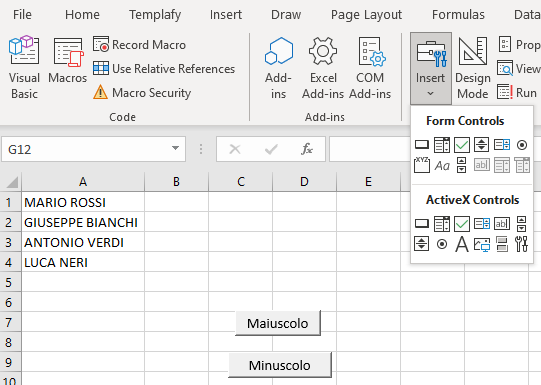 File Home Templafy Insert Draw Page Layout Formulas Data
Visual Basic
Macros
Record Macro
Use Relative References
Macro Security
Code
Add-ins
Excel Add-ins
COM Add-ins
Add-ins
Insert
Design Mode
View
Run
Form Controls
XYZ Aa ab
ActiveX Controls
ab
A
G12 fx
A B C D E
1 MARIO ROSSI
2 GIUSEPPE BIANCHI
3 ANTONIO VERDI
4 LUCA NERI
5
6
7 Maiuscolo
8
9 Minuscolo
10